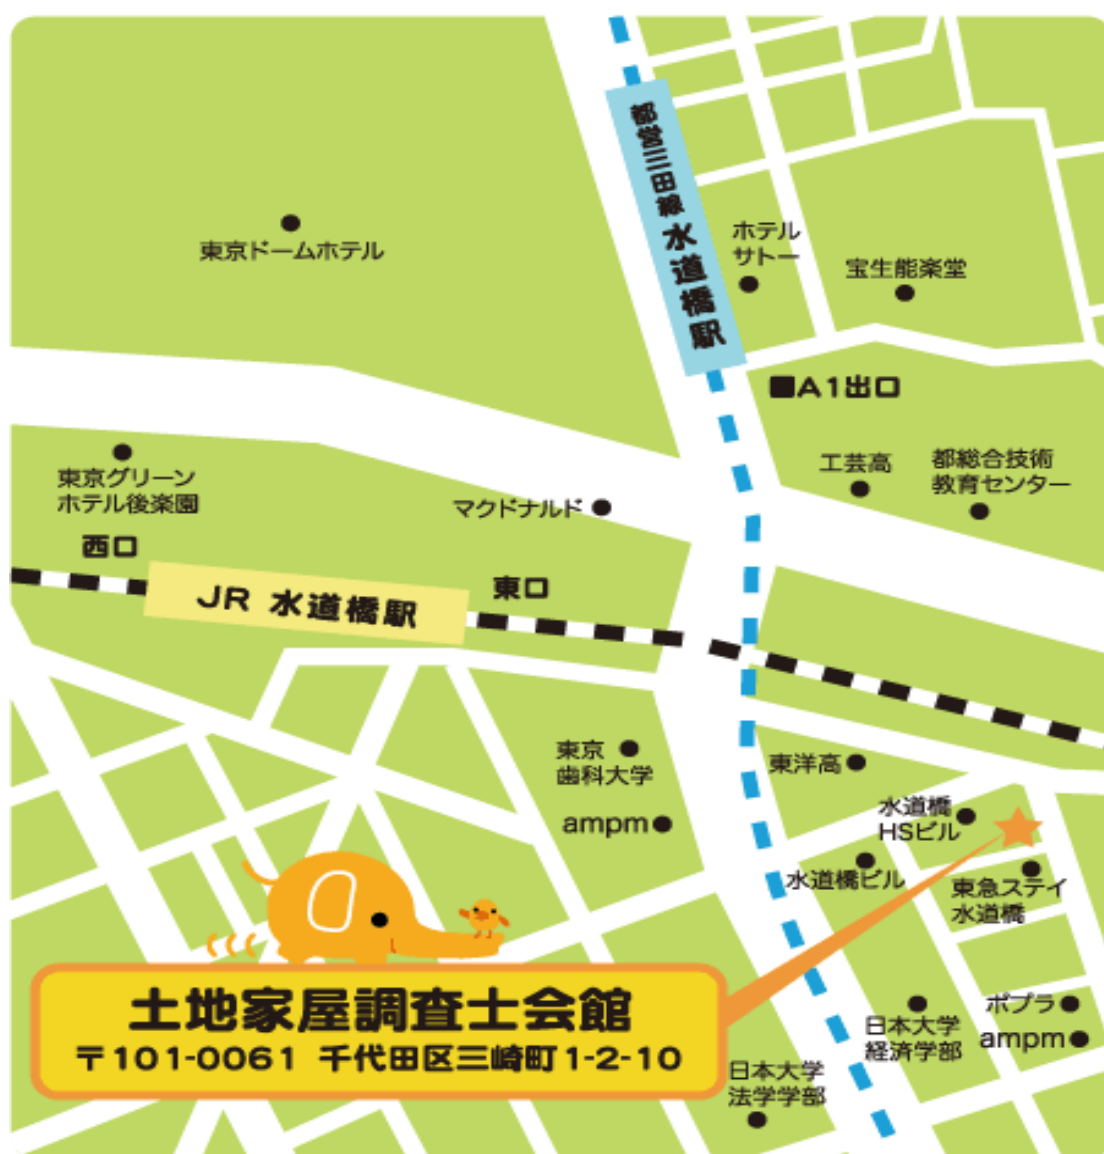 都営三田線 水道橋駅
ホテル
サトー
宝生能楽堂
東京ドームホテル
■A1出口
東京グリーン
ホテル後楽園
マクドナルド
工芸高
都総合技術
教育センター
西口
JR 水道橋駅
東口
東京
歯科大学
ampm
東洋高
水道橋
HSビル
水道橋ビル
東急ステイ
水道橋
土地家屋調査士会館
〒101-0061 千代田区三崎町1-2-10
日本大学
経済学部
ポプラ
ampm
日本大学
法学学部